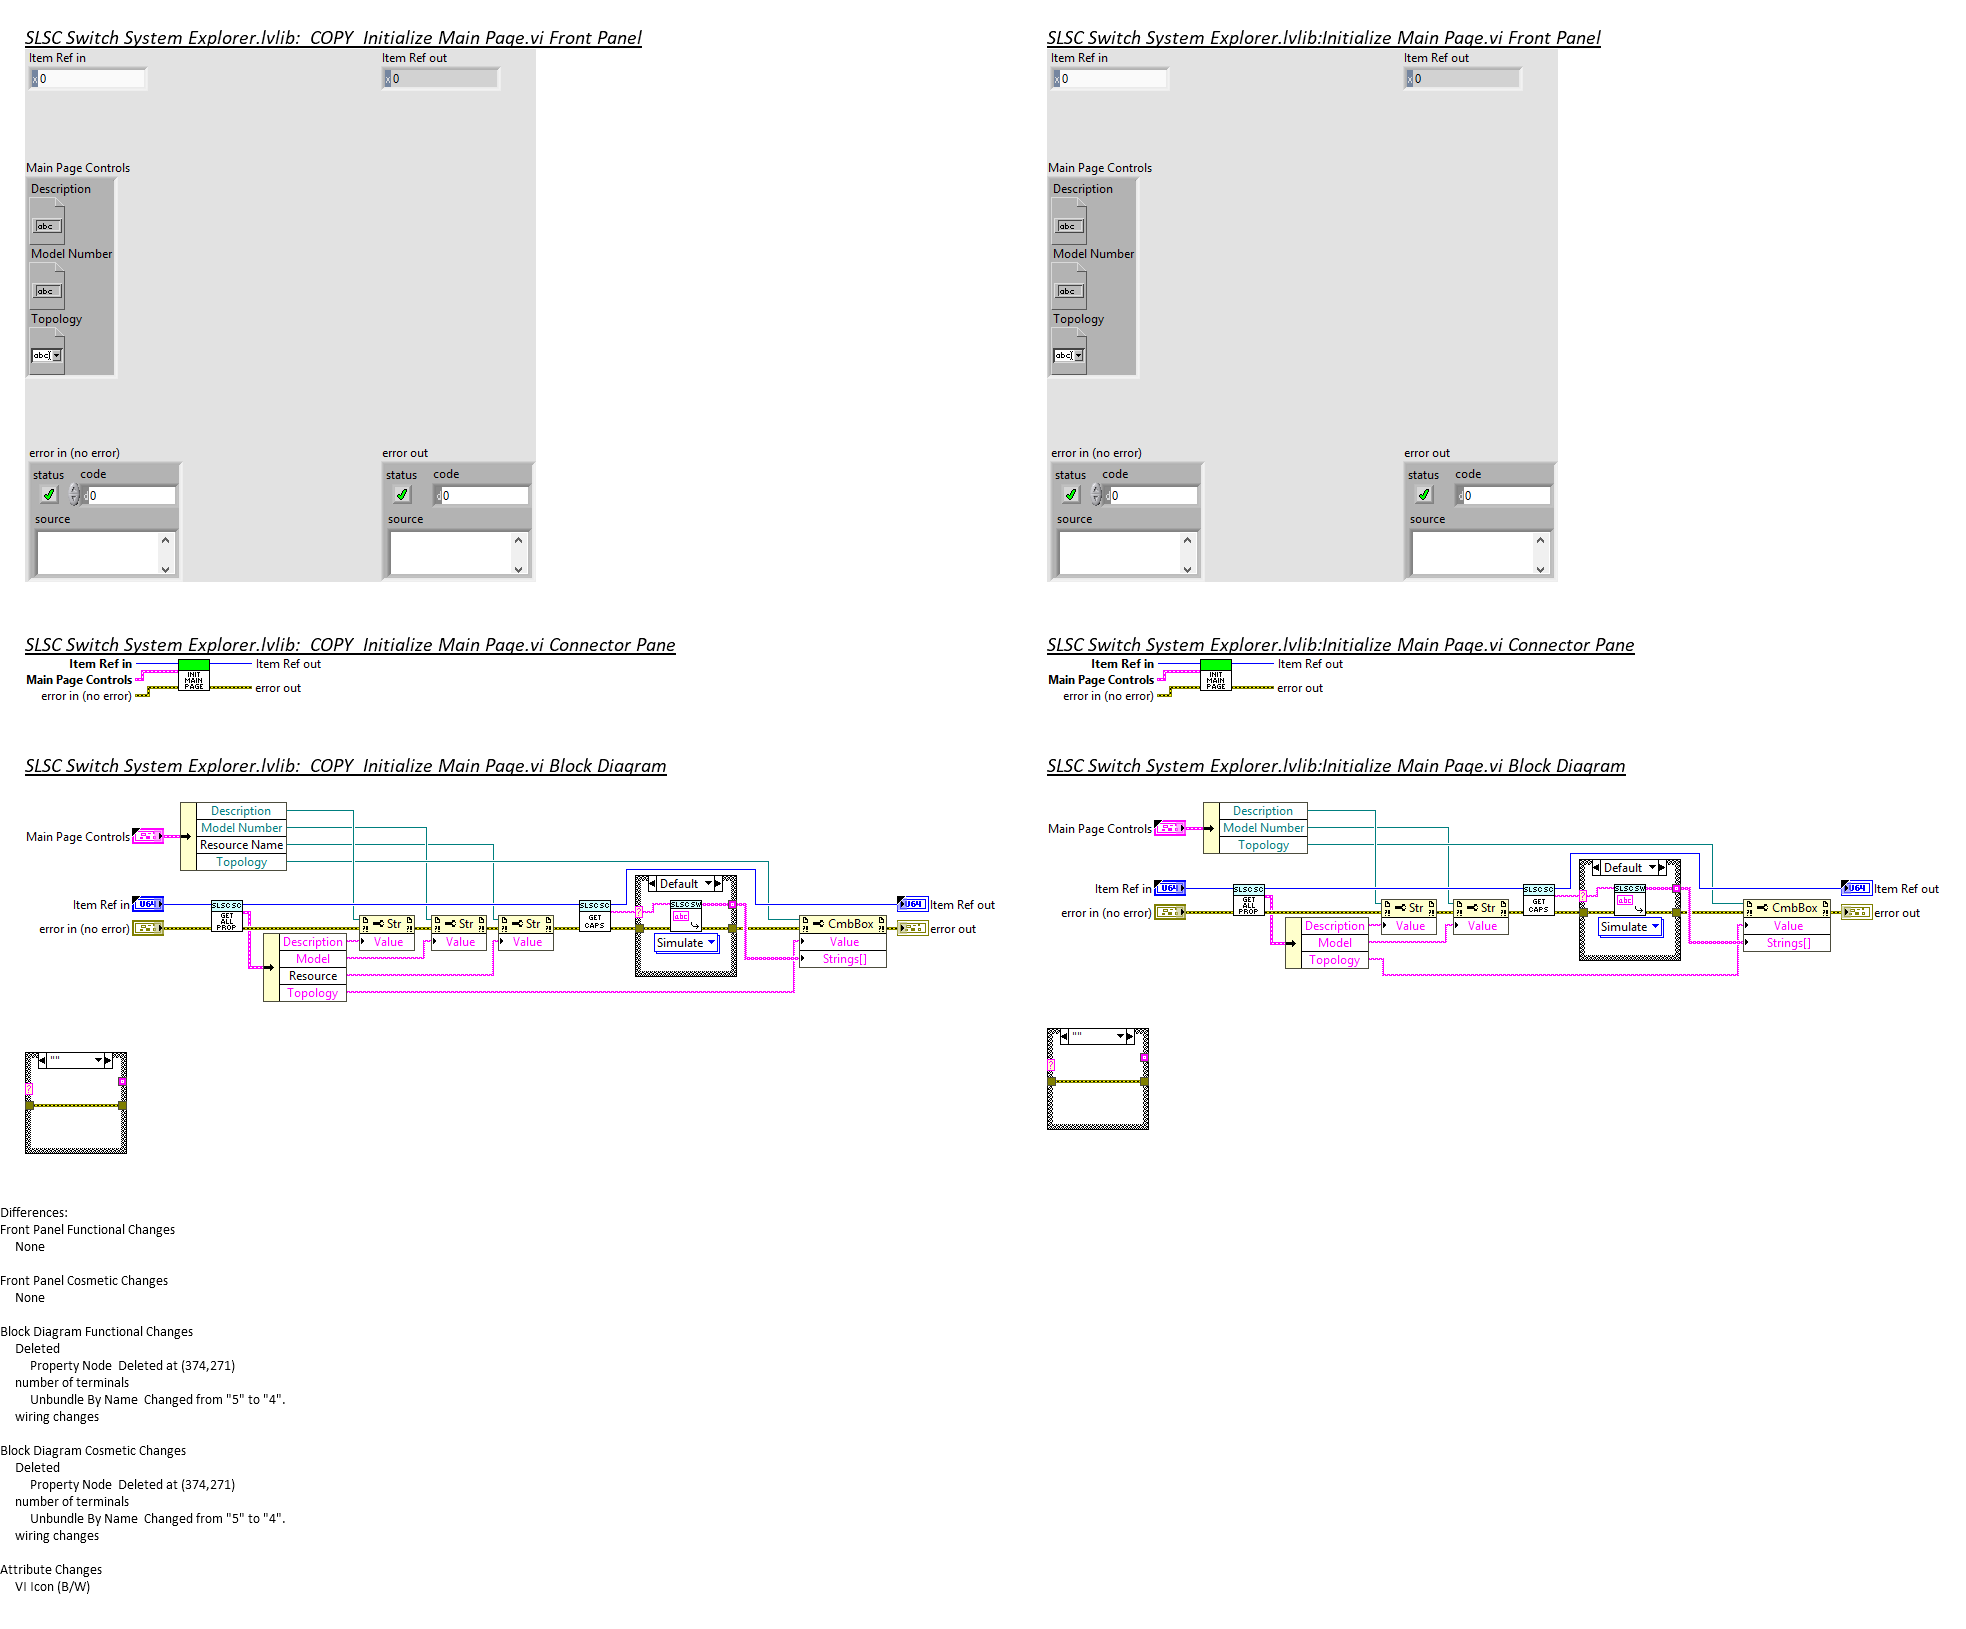 SLSC Switch System Explorer.lvlib:  COPY  Initialize Main Page.vi Front Panel
Item Ref in
Item Ref out
x 0
x 0
Main Page Controls
Description
abc
Model Number
abc
Topology
abc
error in (no error)
error out
status code
d 0
source
status code
d 0
source
SLSC Switch System Explorer.lvlib:Initialize Main Page.vi Front Panel
Item Ref in
Item Ref out
x 0
x 0
Main Page Controls
Description
abc
Model Number
abc
Topology
abc
error in (no error)
error out
status code
d 0
source
status code
d 0
source
SLSC Switch System Explorer.lvlib:  COPY  Initialize Main Page.vi Connector Pane
Item Ref in
Main Page Controls
error in (no error)
INIT
MAIN
PAGE
Item Ref out
error out
SLSC Switch System Explorer.lvlib:Initialize Main Page.vi Connector Pane
Item Ref in
Main Page Controls
error in (no error)
INIT
MAIN
PAGE
Item Ref out
error out
SLSC Switch System Explorer.lvlib:  COPY  Initialize Main Page.vi Block Diagram
Main Page Controls
Description
Model Number
Resource Name
Topology
Item Ref in
U64
error in (no error)
SLSC SC
GET
ALL
PROP
Description
Model
Resource
Topology
Str
Value
Str
Value
Str
Value
SLSC SC
GET
CAPS
Default
?
SLSC SW
abc
Simulate
CmbBox
Value
Strings[]
U64
Item Ref out
error out
""
?
SLSC Switch System Explorer.lvlib:Initialize Main Page.vi Block Diagram
Main Page Controls
Description
Model Number
Topology
Item Ref in
U64
error in (no error)
SLSC SC
GET
ALL
PROP
Description
Model
Topology
Str
Value
Str
Value
SLSC SC
GET
CAPS
Default
?
SLSC SW
abc
Simulate
CmbBox
Value
Strings[]
U64
Item Ref out
error out
""
?
Differences:
Front Panel Functional Changes
None
Front Panel Cosmetic Changes
None
Block Diagram Functional Changes
Deleted
Property Node  Deleted at (374,271)
number of terminals
Unbundle By Name  Changed from "5" to "4".
wiring changes
Block Diagram Cosmetic Changes
Deleted
Property Node  Deleted at (374,271)
number of terminals
Unbundle By Name  Changed from "5" to "4".
wiring changes
Attribute Changes
VI Icon (B/W)